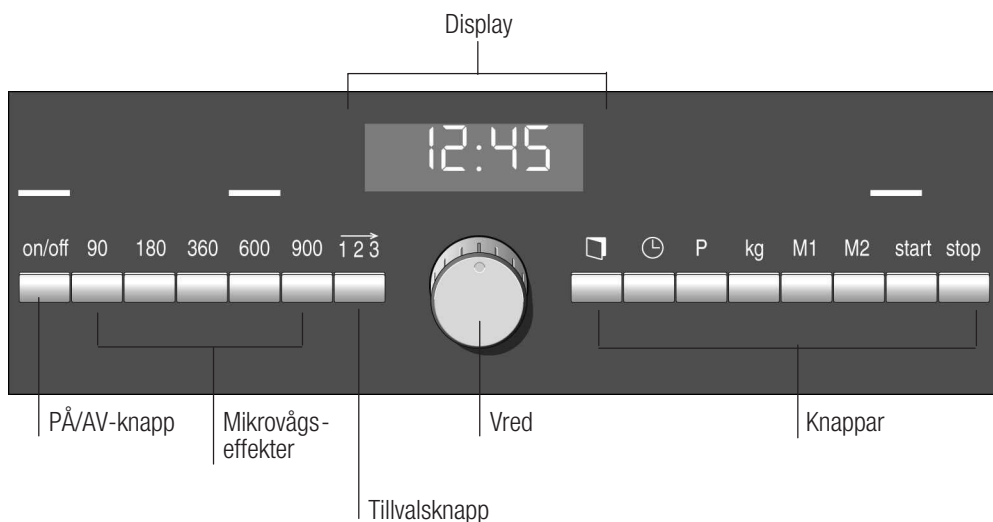 Display
12:45
on/off 90 180 360 600 900 1 2 3 P kg M1 M2 start stop
PÅ/AV-knapp Mikrovågs- Vred Knappar
effekter
Tillvalsknapp